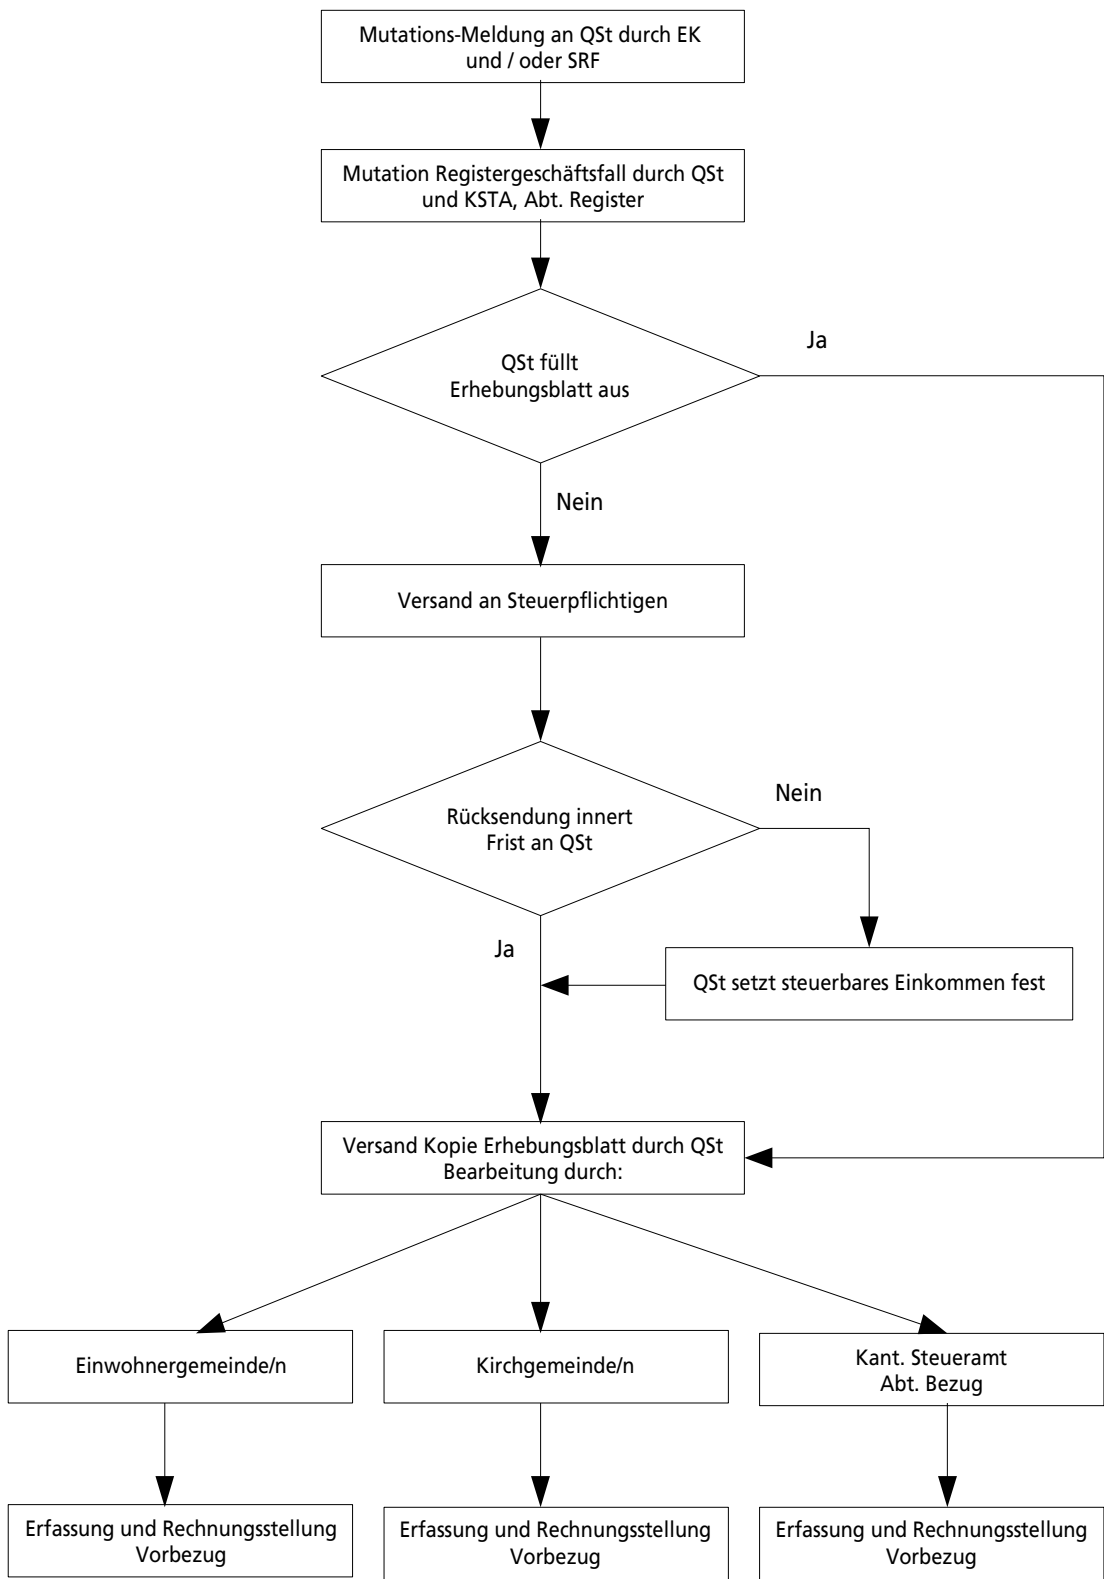 Mutations-Meldung an QSt durch EK
und / oder SRF
Mutation Registergeschäftsfall durch QSt
und KSTA, Abt. Register
QSt füllt
Erhebungsblatt aus
Ja
Nein
Versand an Steuerpflichtigen
Rücksendung innert
Frist an QSt
Nein
Ja
QSt setzt steuerbares Einkommen fest
Versand Kopie Erhebungsblatt durch QSt
Bearbeitung durch:
Einwohnergemeinde/n
Kirchgemeinde/n
Kant. Steueramt
Abt. Bezug
Erfassung und Rechnungsstellung
Vorbezug
Erfassung und Rechnungsstellung
Vorbezug
Erfassung und Rechnungsstellung
Vorbezug